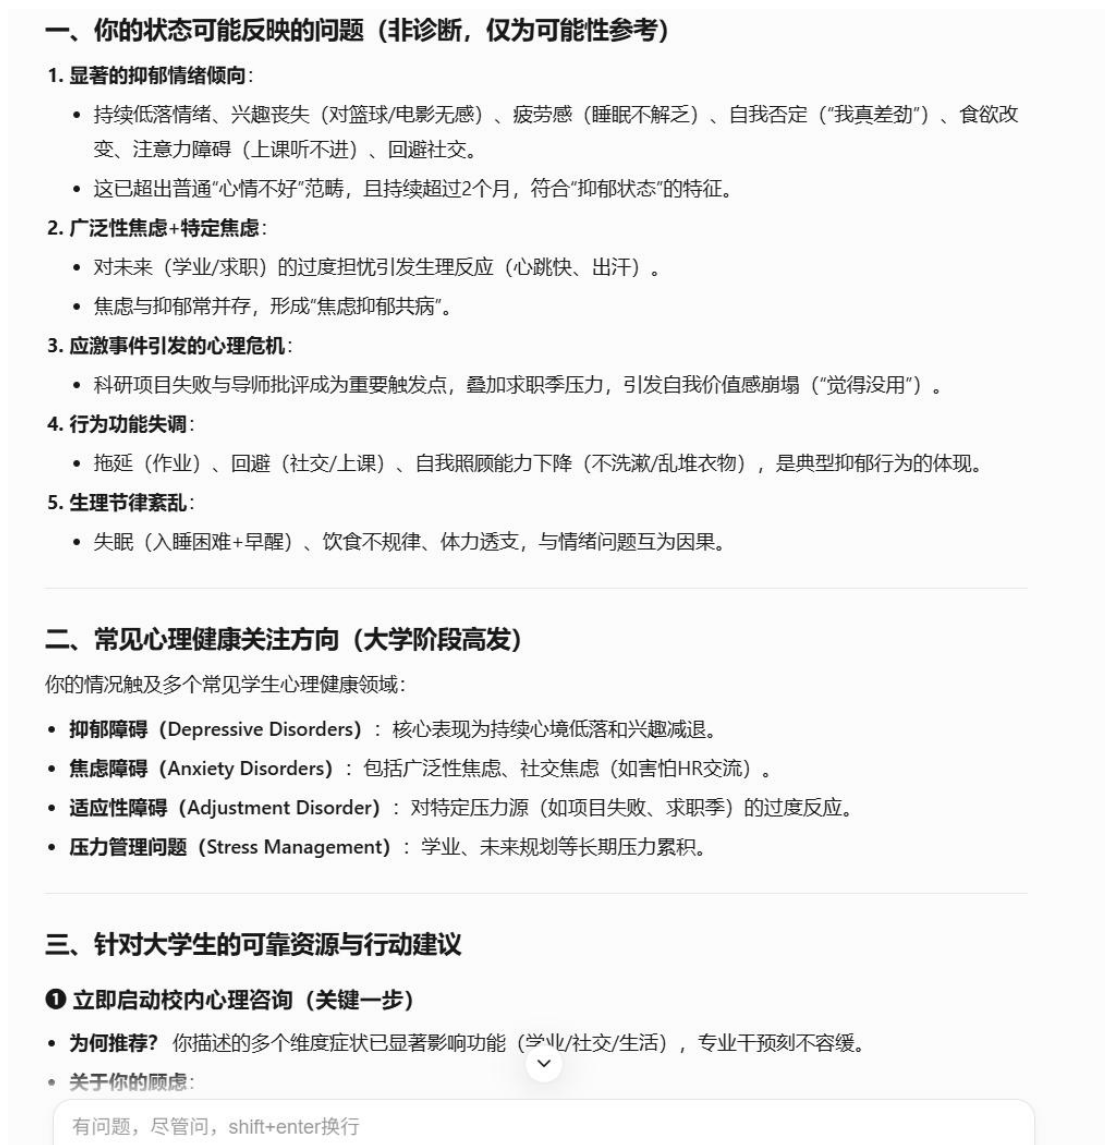 一、你的状态可能反映的问题（非诊断，仅为可能性参考）
1. 显著的抑郁情绪倾向：
• 持续低落情绪、兴趣丧失（对篮球/电影无感）、疲劳感（睡眠不解乏）、自我否定（“我真差劲”）、食欲改
变、注意力障碍（上课听不进）、回避社交。
• 这已超出普通“心情不好”范畴，且持续超过2个月，符合“抑郁状态”的特征。
2. 广泛性焦虑+特定焦虑：
• 对未来（学业/求职）的过度担忧引发生理反应（心跳快、出汗）。
• 焦虑与抑郁常并存，形成“焦虑抑郁共病”。
3. 应激事件引发的心理危机：
• 科研项目失败与导师批评成为重要触发点，叠加求职季压力，引发自我价值感崩塌（“觉得没用”）。
4. 行为功能失调：
• 拖延（作业）、回避（社交/上课）、自我照顾能力下降（不洗漱/乱堆衣物），是典型抑郁行为的体现。
5. 生理节律紊乱：
• 失眠（入睡困难+早醒）、饮食不规律、体力透支，与情绪问题互为因果。
二、常见心理健康关注方向（大学阶段高发）
你的情况触及多个常见学生心理健康领域：
• 抑郁障碍（Depressive Disorders）：核心表现为持续心境低落和兴趣减退。
• 焦虑障碍（Anxiety Disorders）：包括广泛性焦虑、社交焦虑（如害怕HR交流）。
• 适应性障碍（Adjustment Disorder）：对特定压力源（如项目失败、求职季）的过度反应。
• 压力管理问题（Stress Management）：学业、未来规划等长期压力累积。
三、针对大学生的可靠资源与行动建议
❶ 立即启动校内心理咨询（关键一步）
• 为何推荐？ 你描述的多个维度症状已显著影响功能（学业/社交/生活），专业干预刻不容缓。
• 关于你的顾虑：
有问题，尽管问，shift+enter换行